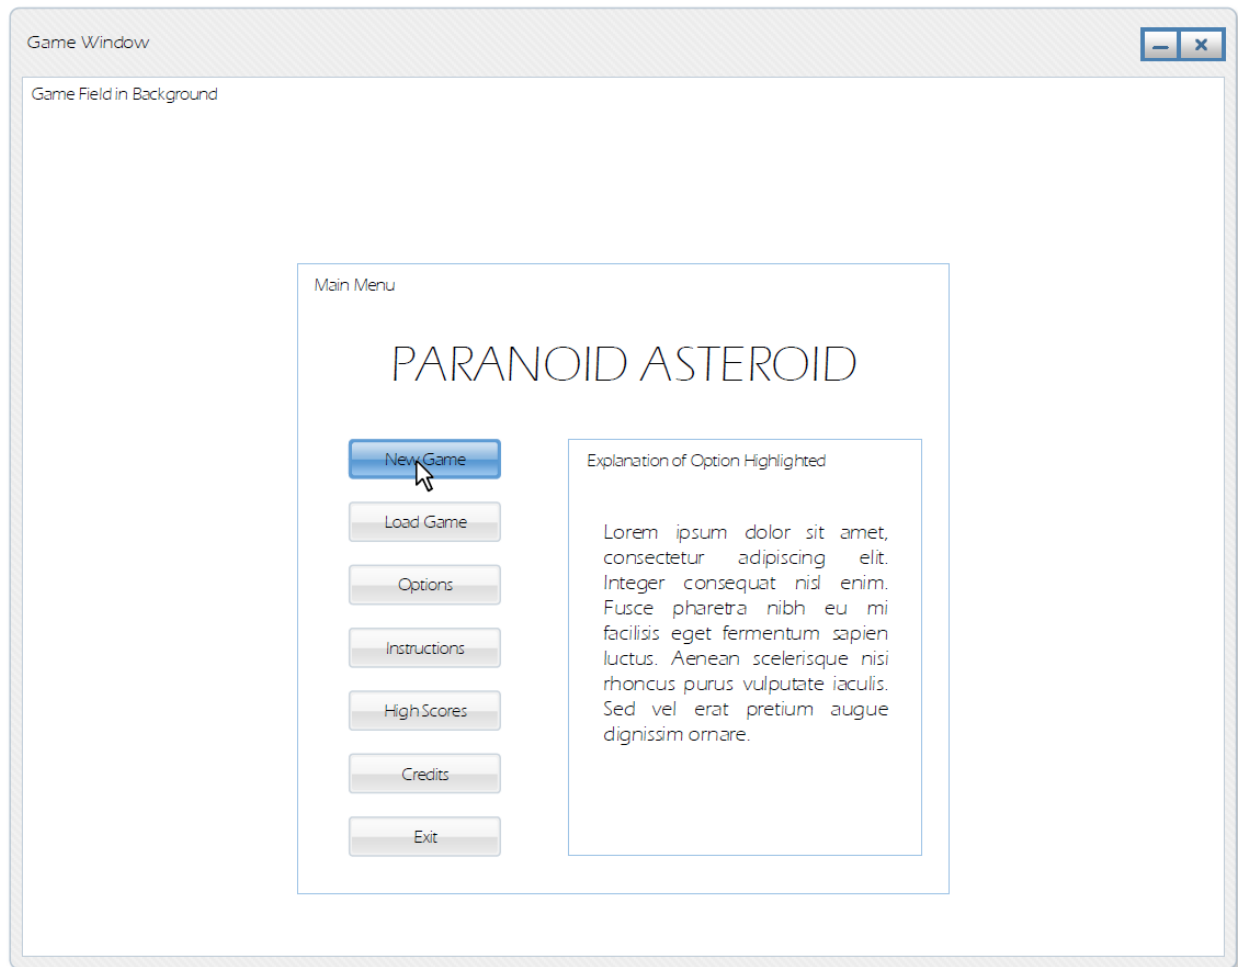 Game Window
Game Field in Background
Main Menu
PARANOID ASTEROID
New Game
Load Game
Options
Instructions
High Scores
Credits
Exit
Explanation of Option Highlighted
Lorem ipsum dolor sit amet,
consectetur adipiscing elit.
Integer consequat nisl enim.
Fusce pharetra nibh eu mi
facilisis eget fermentum sapien
luctus. Aenean scelerisque nisi
rhoncus purus vulputate iaculis.
Sed vel erat pretium augue
dignissim ornare.